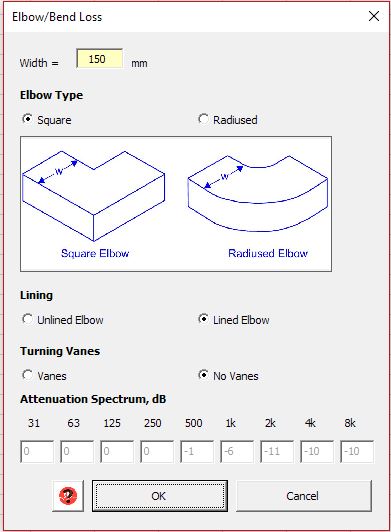 Elbow/Bend Loss
Width = 150 mm
Elbow Type
Square Radiused
W W
Square Elbow Radiused Elbow
Lining
Unlined Elbow Lined Elbow
Turning Vanes
Vanes No Vanes
Attenuation Spectrum, dB
31 63 125 250 500 1k 2k 4k 8k
0 0 0 0 -1 -6 -11 -10 -10
? OK Cancel